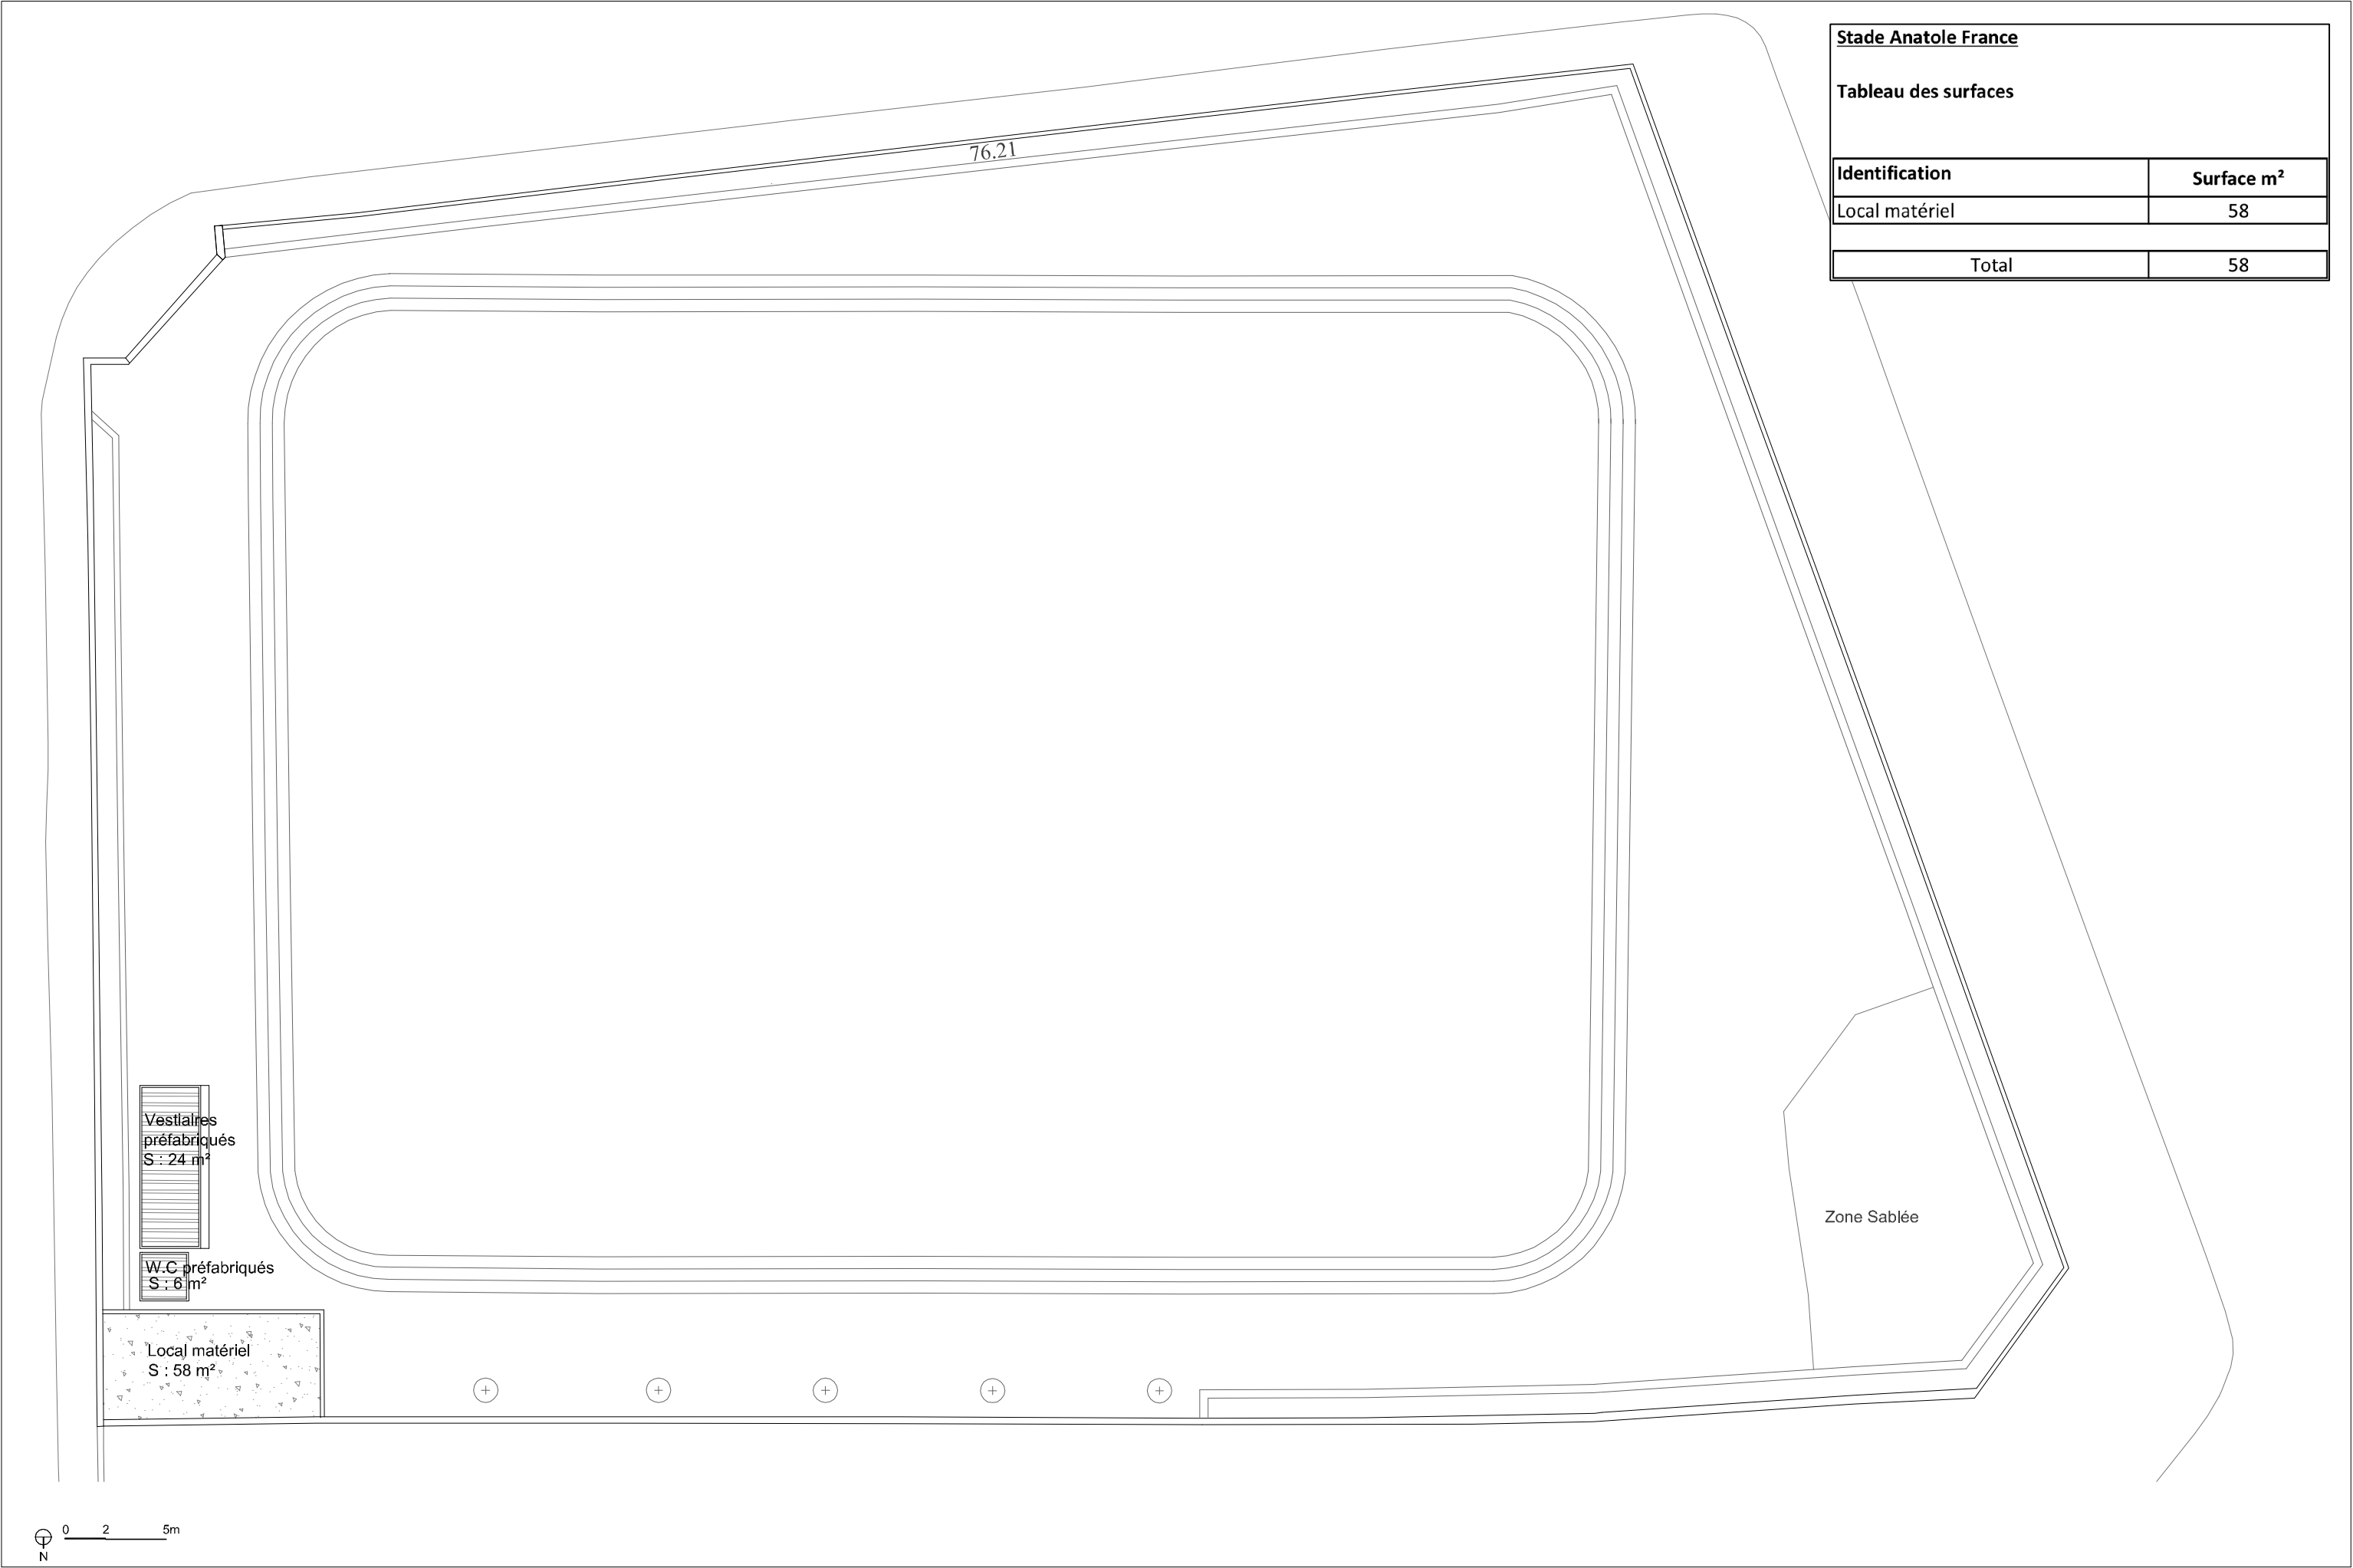 Stade Anatole France
Tableau des surfaces
Identification Surface m²
Local matériel 58
Total 58
76.21
Vestiaires
préfabriqués
S : 24 m²
W.C préfabriqués
S : 6 m²
Local matériel
S : 58 m²
Zone Sablée
0 2 5m
N